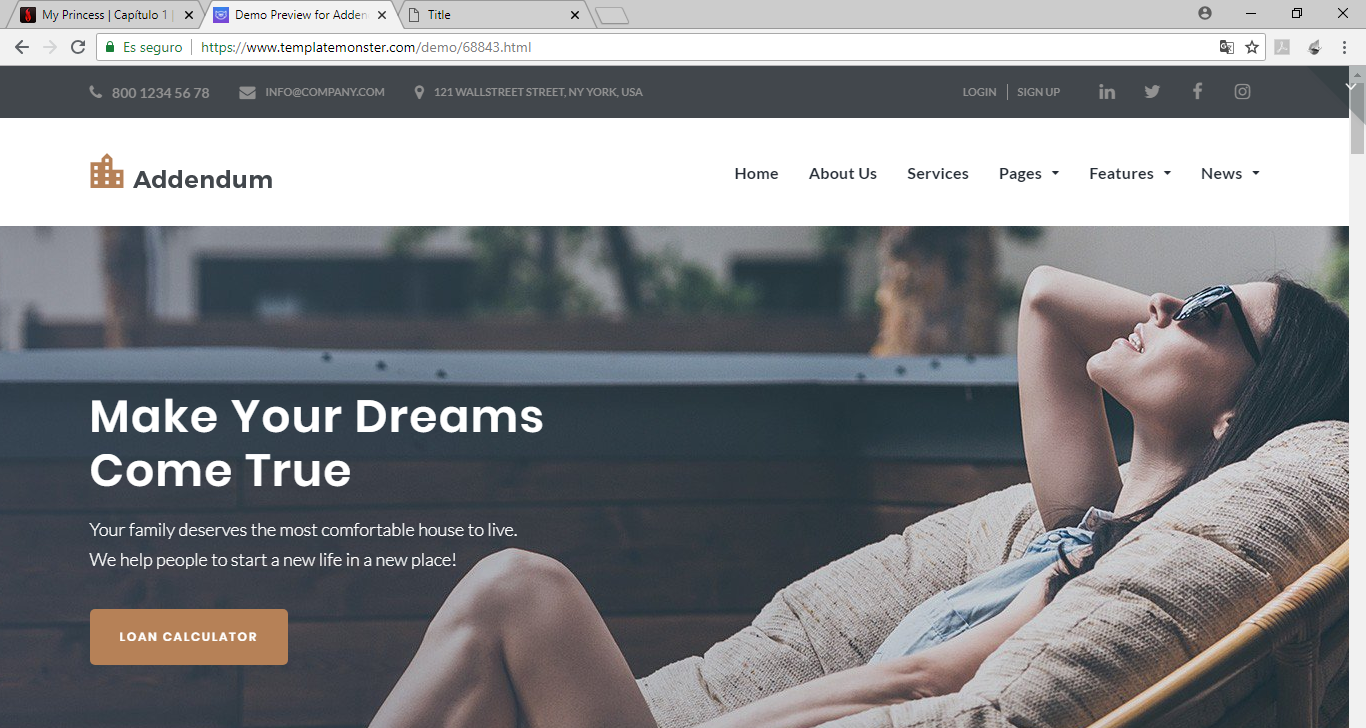 My Princess | Capítulo 1 |
Demo Preview for Adden
Title
Es seguro
https://www.templatemonster.com/demo/68843.html
800 1234 56 78
INFO@COMPANY.COM
121 WALLSTREET STREET, NY YORK, USA
LOGIN
SIGN UP
Addendum
Home
About Us
Services
Pages
Features
News
Make Your Dreams
Come True
Your family deserves the most comfortable house to live.
We help people to start a new life in a new place!
LOAN CALCULATOR